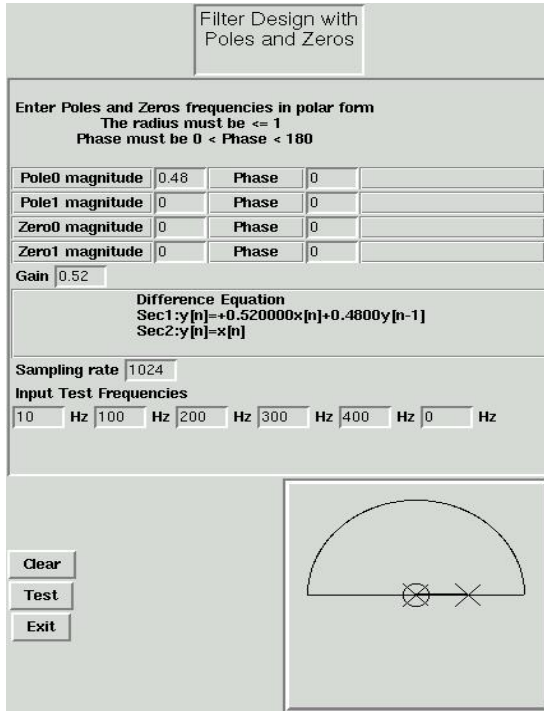 Filter Design with
Poles and Zeros
Enter Poles and Zeros frequencies in polar form
The radius must be <= 1
Phase must be 0 < Phase < 180
Pole0 magnitude 0.48 Phase 0
Pole1 magnitude 0 Phase 0
Zero0 magnitude 0 Phase 0
Zero1 magnitude 0 Phase 0
Gain 0.52
Difference Equation
Sec1:y[n]=+0.520000x[n]+0.4800y[n-1]
Sec2:y[n]=x[n]
Sampling rate 1024
Input Test Frequencies
10 Hz 100 Hz 200 Hz 300 Hz 400 Hz 0 Hz
Clear
Test
Exit